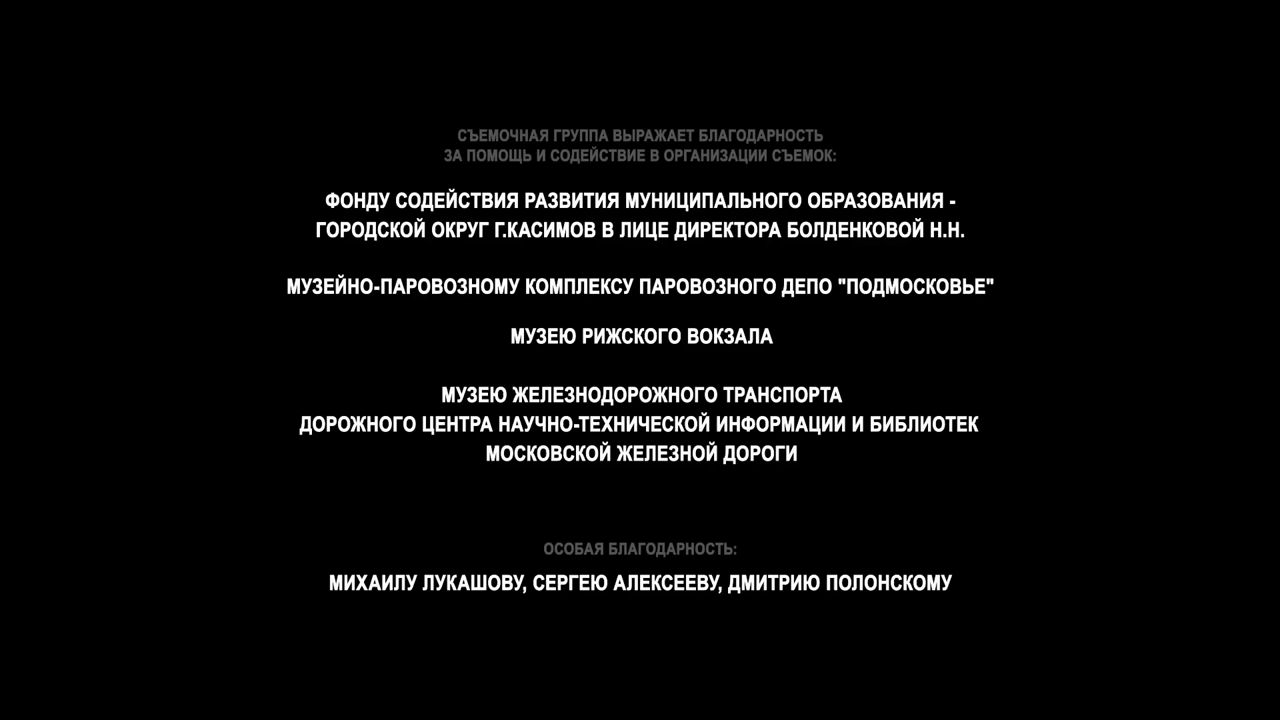 СЪЕМОЧНАЯ ГРУППА ВЫРАЖАЕТ БЛАГОДАРНОСТЬ
ЗА ПОМОЩЬ И СОДЕЙСТВИЕ В ОРГАНИЗАЦИИ СЪЕМОК:
ФОНДУ СОДЕЙСТВИЯ РАЗВИТИЯ МУНИЦИПАЛЬНОГО ОБРАЗОВАНИЯ -
ГОРОДСКОЙ ОКРУГ Г.КАСИМОВ В ЛИЦЕ ДИРЕКТОРА БОЛДЕНКОВОЙ Н.Н.
МУЗЕЙНО-ПАРОВОЗНОМУ КОМПЛЕКСУ ПАРОВОЗНОГО ДЕПО "ПОДМОСКОВЬЕ"
МУЗЕЮ РИЖСКОГО ВОКЗАЛА
МУЗЕЮ ЖЕЛЕЗНОДОРОЖНОГО ТРАНСПОРТА
ДОРОЖНОГО ЦЕНТРА НАУЧНО-ТЕХНИЧЕСКОЙ ИНФОРМАЦИИ И БИБЛИОТЕК
МОСКОВСКОЙ ЖЕЛЕЗНОЙ ДОРОГИ
ОСОБАЯ БЛАГОДАРНОСТЬ:
МИХАИЛУ ЛУКАШОВУ, СЕРГЕЮ АЛЕКСЕЕВУ, ДМИТРИЮ ПОЛОНСКОМУ